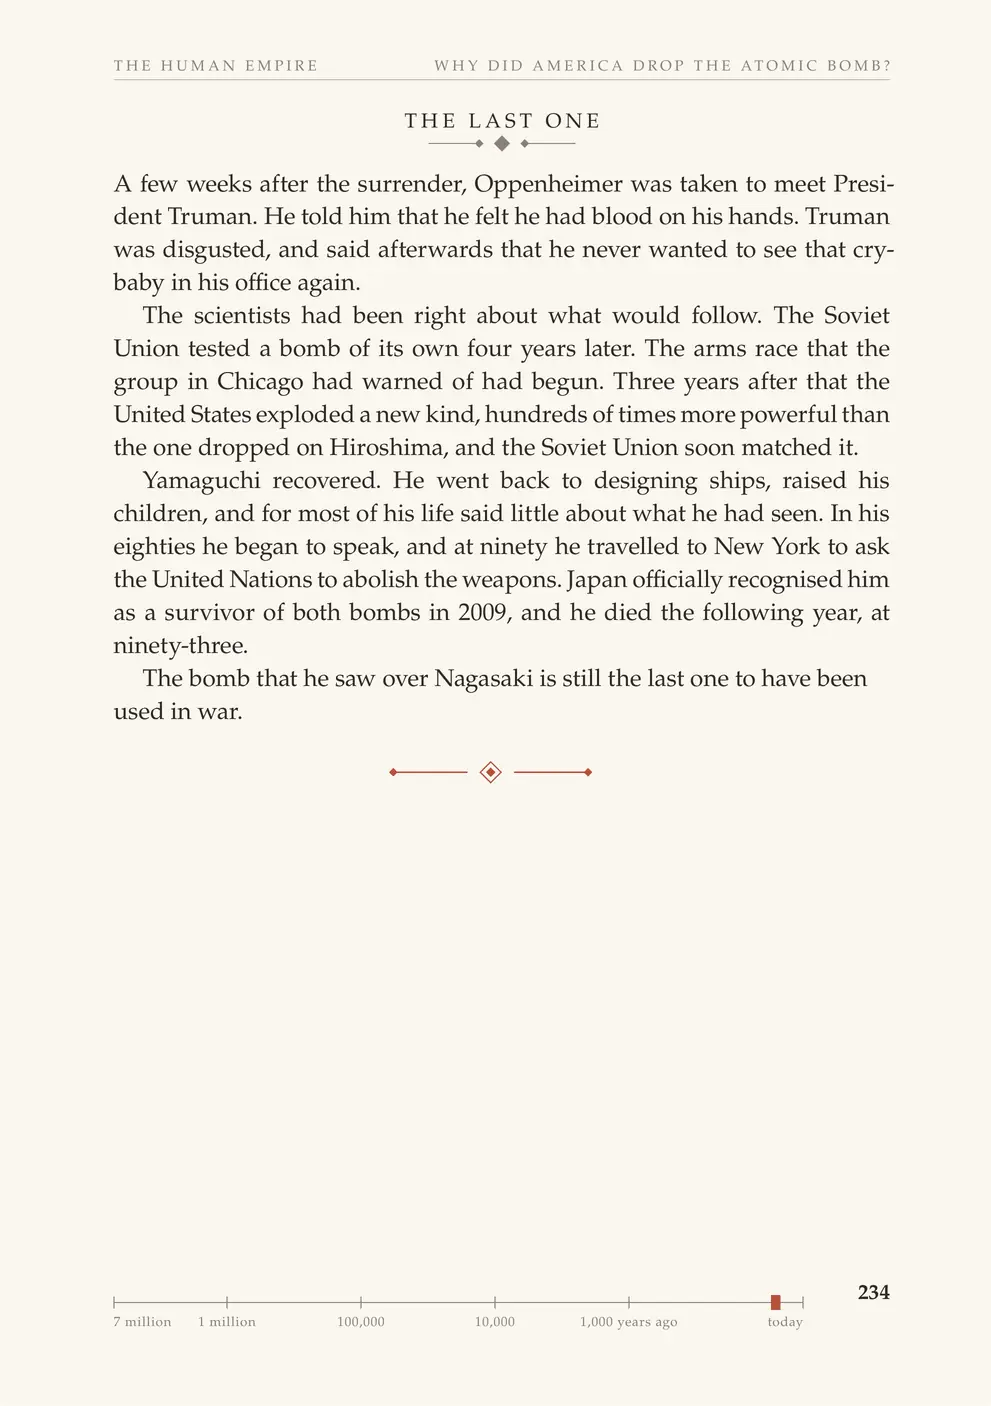 THE HUMAN EMPIRE WHY DID AMERICA DROP THE ATOMIC BOMB?
THE LAST ONE
A few weeks after the surrender, Oppenheimer was taken to meet Presi-
dent Truman. He told him that he felt he had blood on his hands. Truman
was disgusted, and said afterwards that he never wanted to see that cry-
baby in his office again.
The scientists had been right about what would follow. The Soviet
Union tested a bomb of its own four years later. The arms race that the
group in Chicago had warned of had begun. Three years after that the
United States exploded a new kind, hundreds of times more powerful than
the one dropped on Hiroshima, and the Soviet Union soon matched it.
Yamaguchi recovered. He went back to designing ships, raised his
children, and for most of his life said little about what he had seen. In his
eighties he began to speak, and at ninety he travelled to New York to ask
the United Nations to abolish the weapons. Japan officially recognised him
as a survivor of both bombs in 2009, and he died the following year, at
ninety-three.
The bomb that he saw over Nagasaki is still the last one to have been
used in war.
234
7 million 1 million 100,000 10,000 1,000 years ago today